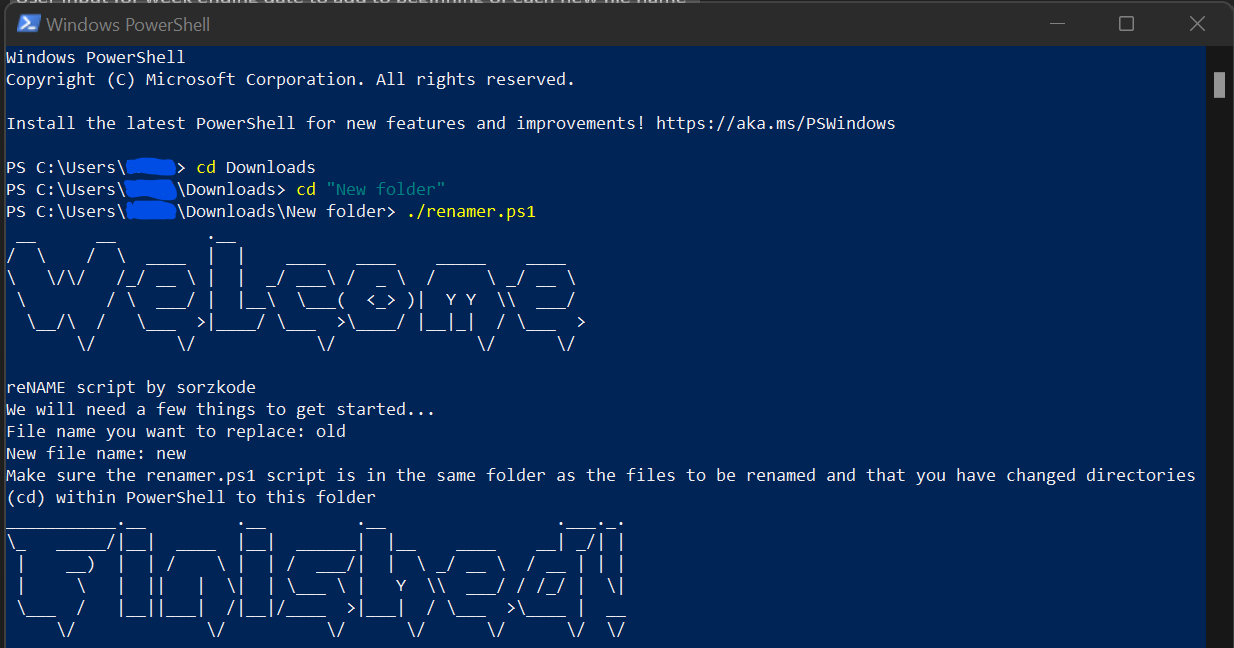 Windows PowerShell
Windows PowerShell
Copyright (C) Microsoft Corporation. All rights reserved.
Install the latest PowerShell for new features and improvements! https://aka.ms/PSWindows
PS C:\Users\> cd Downloads
PS C:\Users\\Downloads> cd "New folder"
PS C:\Users\\Downloads\New folder> ./renamer.ps1
Welcome
reNAME script by sorzkode
We will need a few things to get started...
File name you want to replace: old
New file name: new
Make sure the renamer.ps1 script is in the same folder as the files to be renamed and that you have changed directories
(cd) within PowerShell to this folder
Finished!